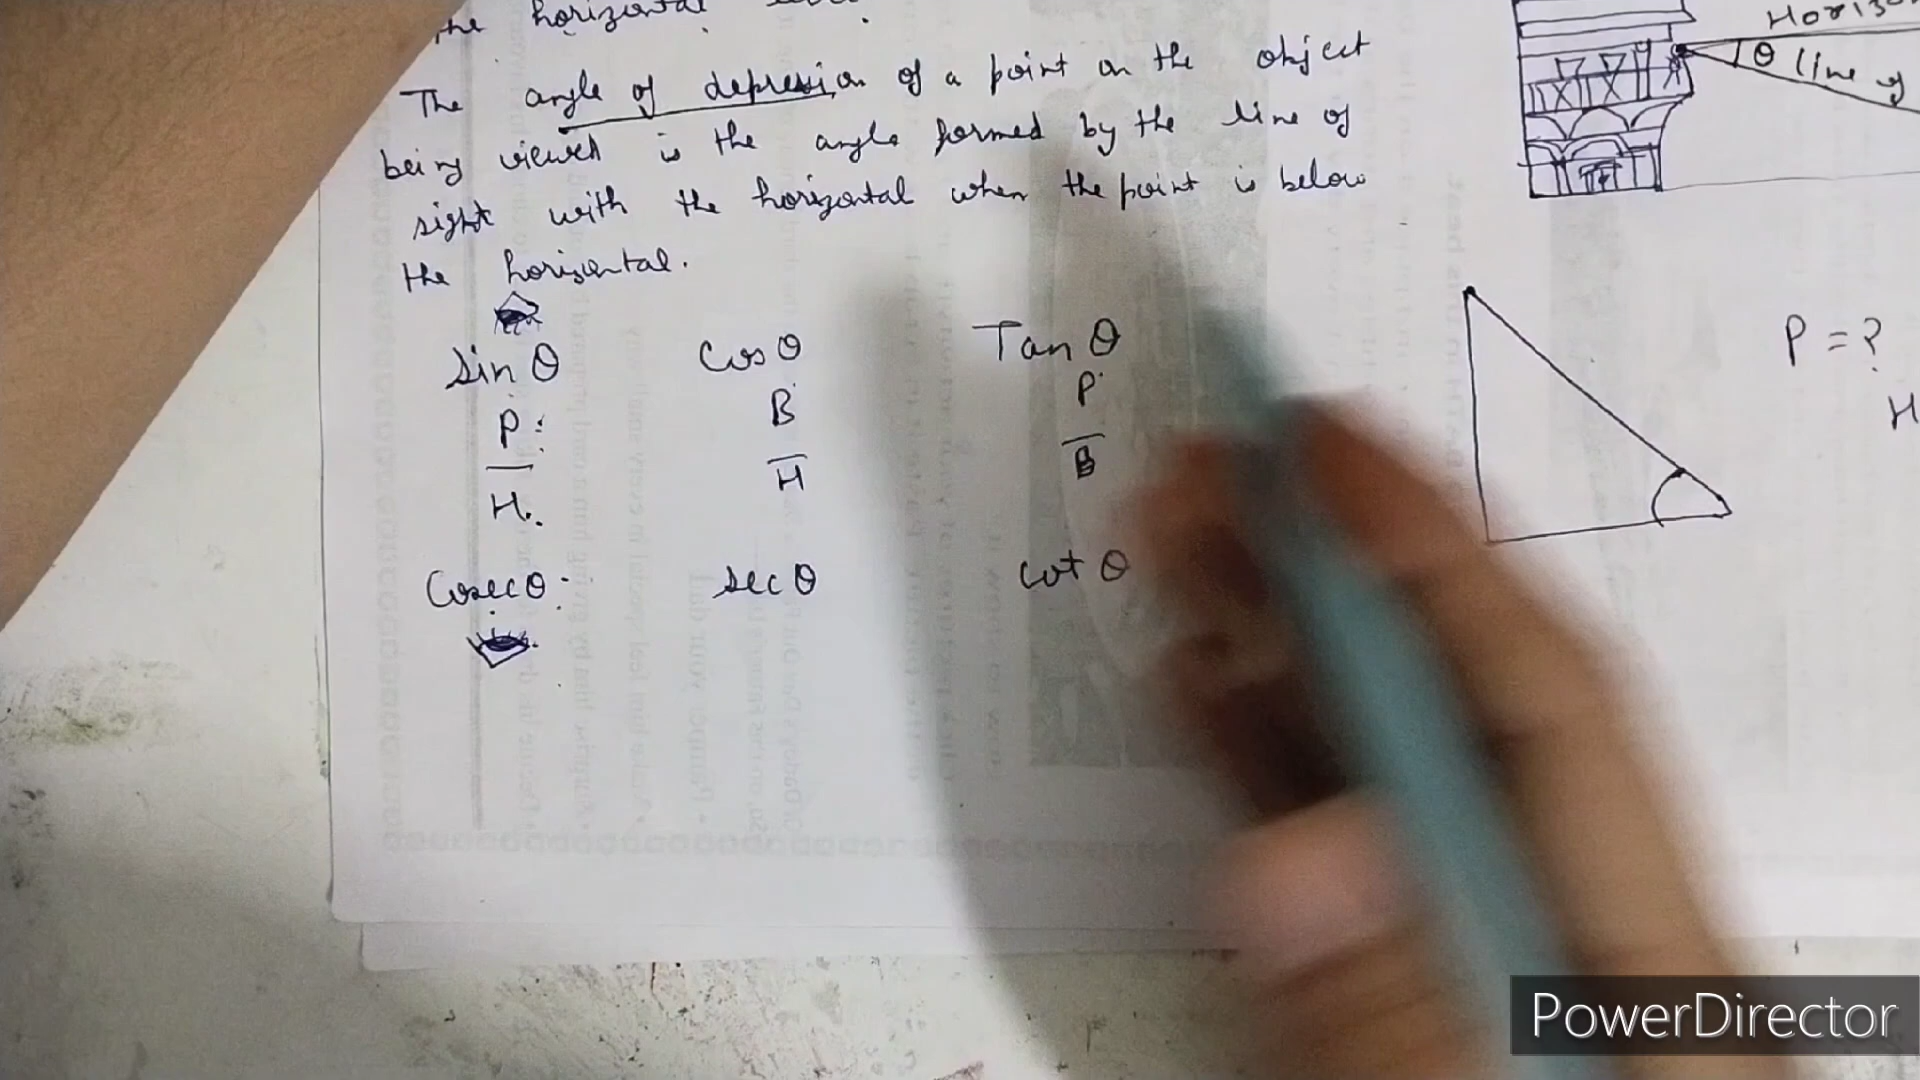 the horizontal
The angle of depression of a point on the object
being viewed is the angle formed by the line of
sight with the horizontal when the point is below
the horizontal.
Sin θ Cos θ Tan θ
P B P
H H B
Cosec θ sec θ cot θ
Horizon
θ line of
P = ?
H
PowerDirector